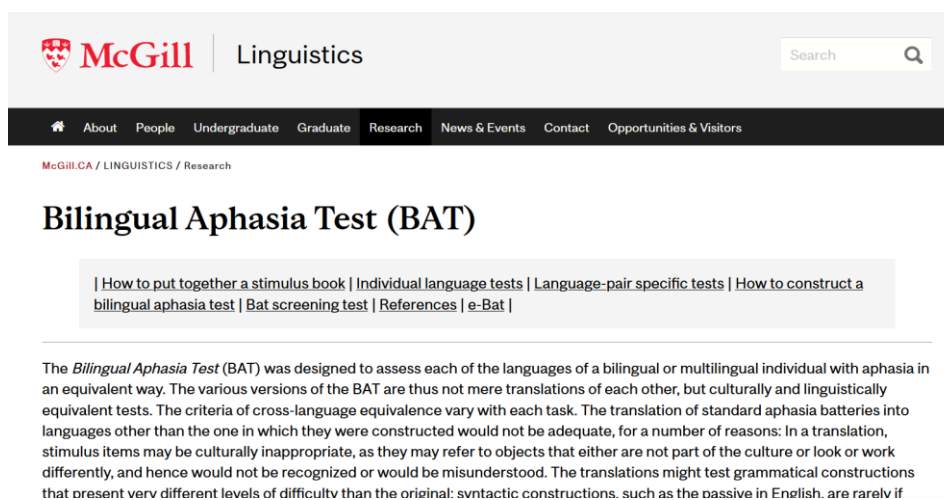 McGill Linguistics Search
About People Undergraduate Graduate Research News & Events Contact Opportunities & Visitors
McGill.CA / LINGUISTICS / Research
Bilingual Aphasia Test (BAT)
| How to put together a stimulus book | Individual language tests | Language-pair specific tests | How to construct a
bilingual aphasia test | Bat screening test | References | e-Bat |
The Bilingual Aphasia Test (BAT) was designed to assess each of the languages of a bilingual or multilingual individual with aphasia in
an equivalent way. The various versions of the BAT are thus not mere translations of each other, but culturally and linguistically
equivalent tests. The criteria of cross-language equivalence vary with each task. The translation of standard aphasia batteries into
languages other than the one in which they were constructed would not be adequate, for a number of reasons: In a translation,
stimulus items may be culturally inappropriate, as they may refer to objects that either are not part of the culture or look or work
differently, and hence would not be recognized or would be misunderstood. The translations might test grammatical constructions
that present very different levels of difficulty than the original: syntactic constructions, such as the passive in English, are rarely if